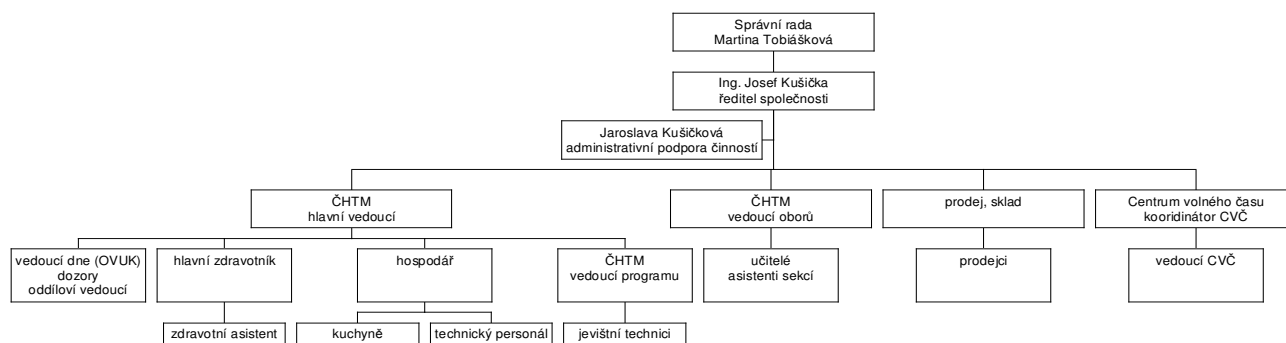 Správní rada
Martina Tobiášková
Ing. Josef Kušička
ředitel společnosti
Jaroslava Kušičková
administrativní podpora činností
ČHTM
hlavní vedoucí
ČHTM
vedoucí oborů
prodej, sklad
Centrum volného času
kooridinátor CVČ
vedoucí dne (OVUK)
dozory
oddíloví vedoucí
hlavní zdravotník
hospodář
ČHTM
vedoucí programu
učitelé
asistenti sekcí
prodejci
vedoucí CVČ
zdravotní asistent
kuchyně
technický personál
jevištní technici